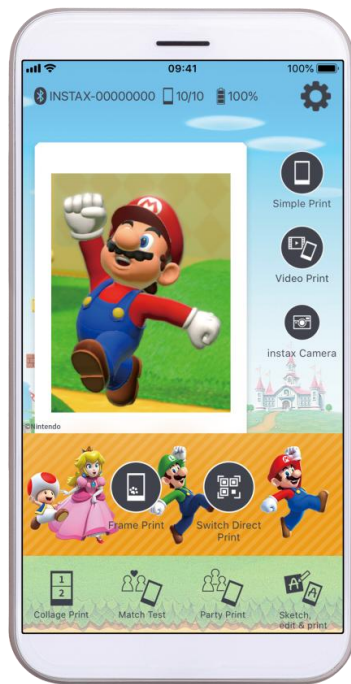 09:41
100%
INSTAX-00000000 10/10 100%
Simple Print
Video Print
instax Camera
M
©Nintendo
Frame Print
Switch Direct
Print
1
2
A
A
Collage Print
Match Test
Party Print
Sketch,
edit & print